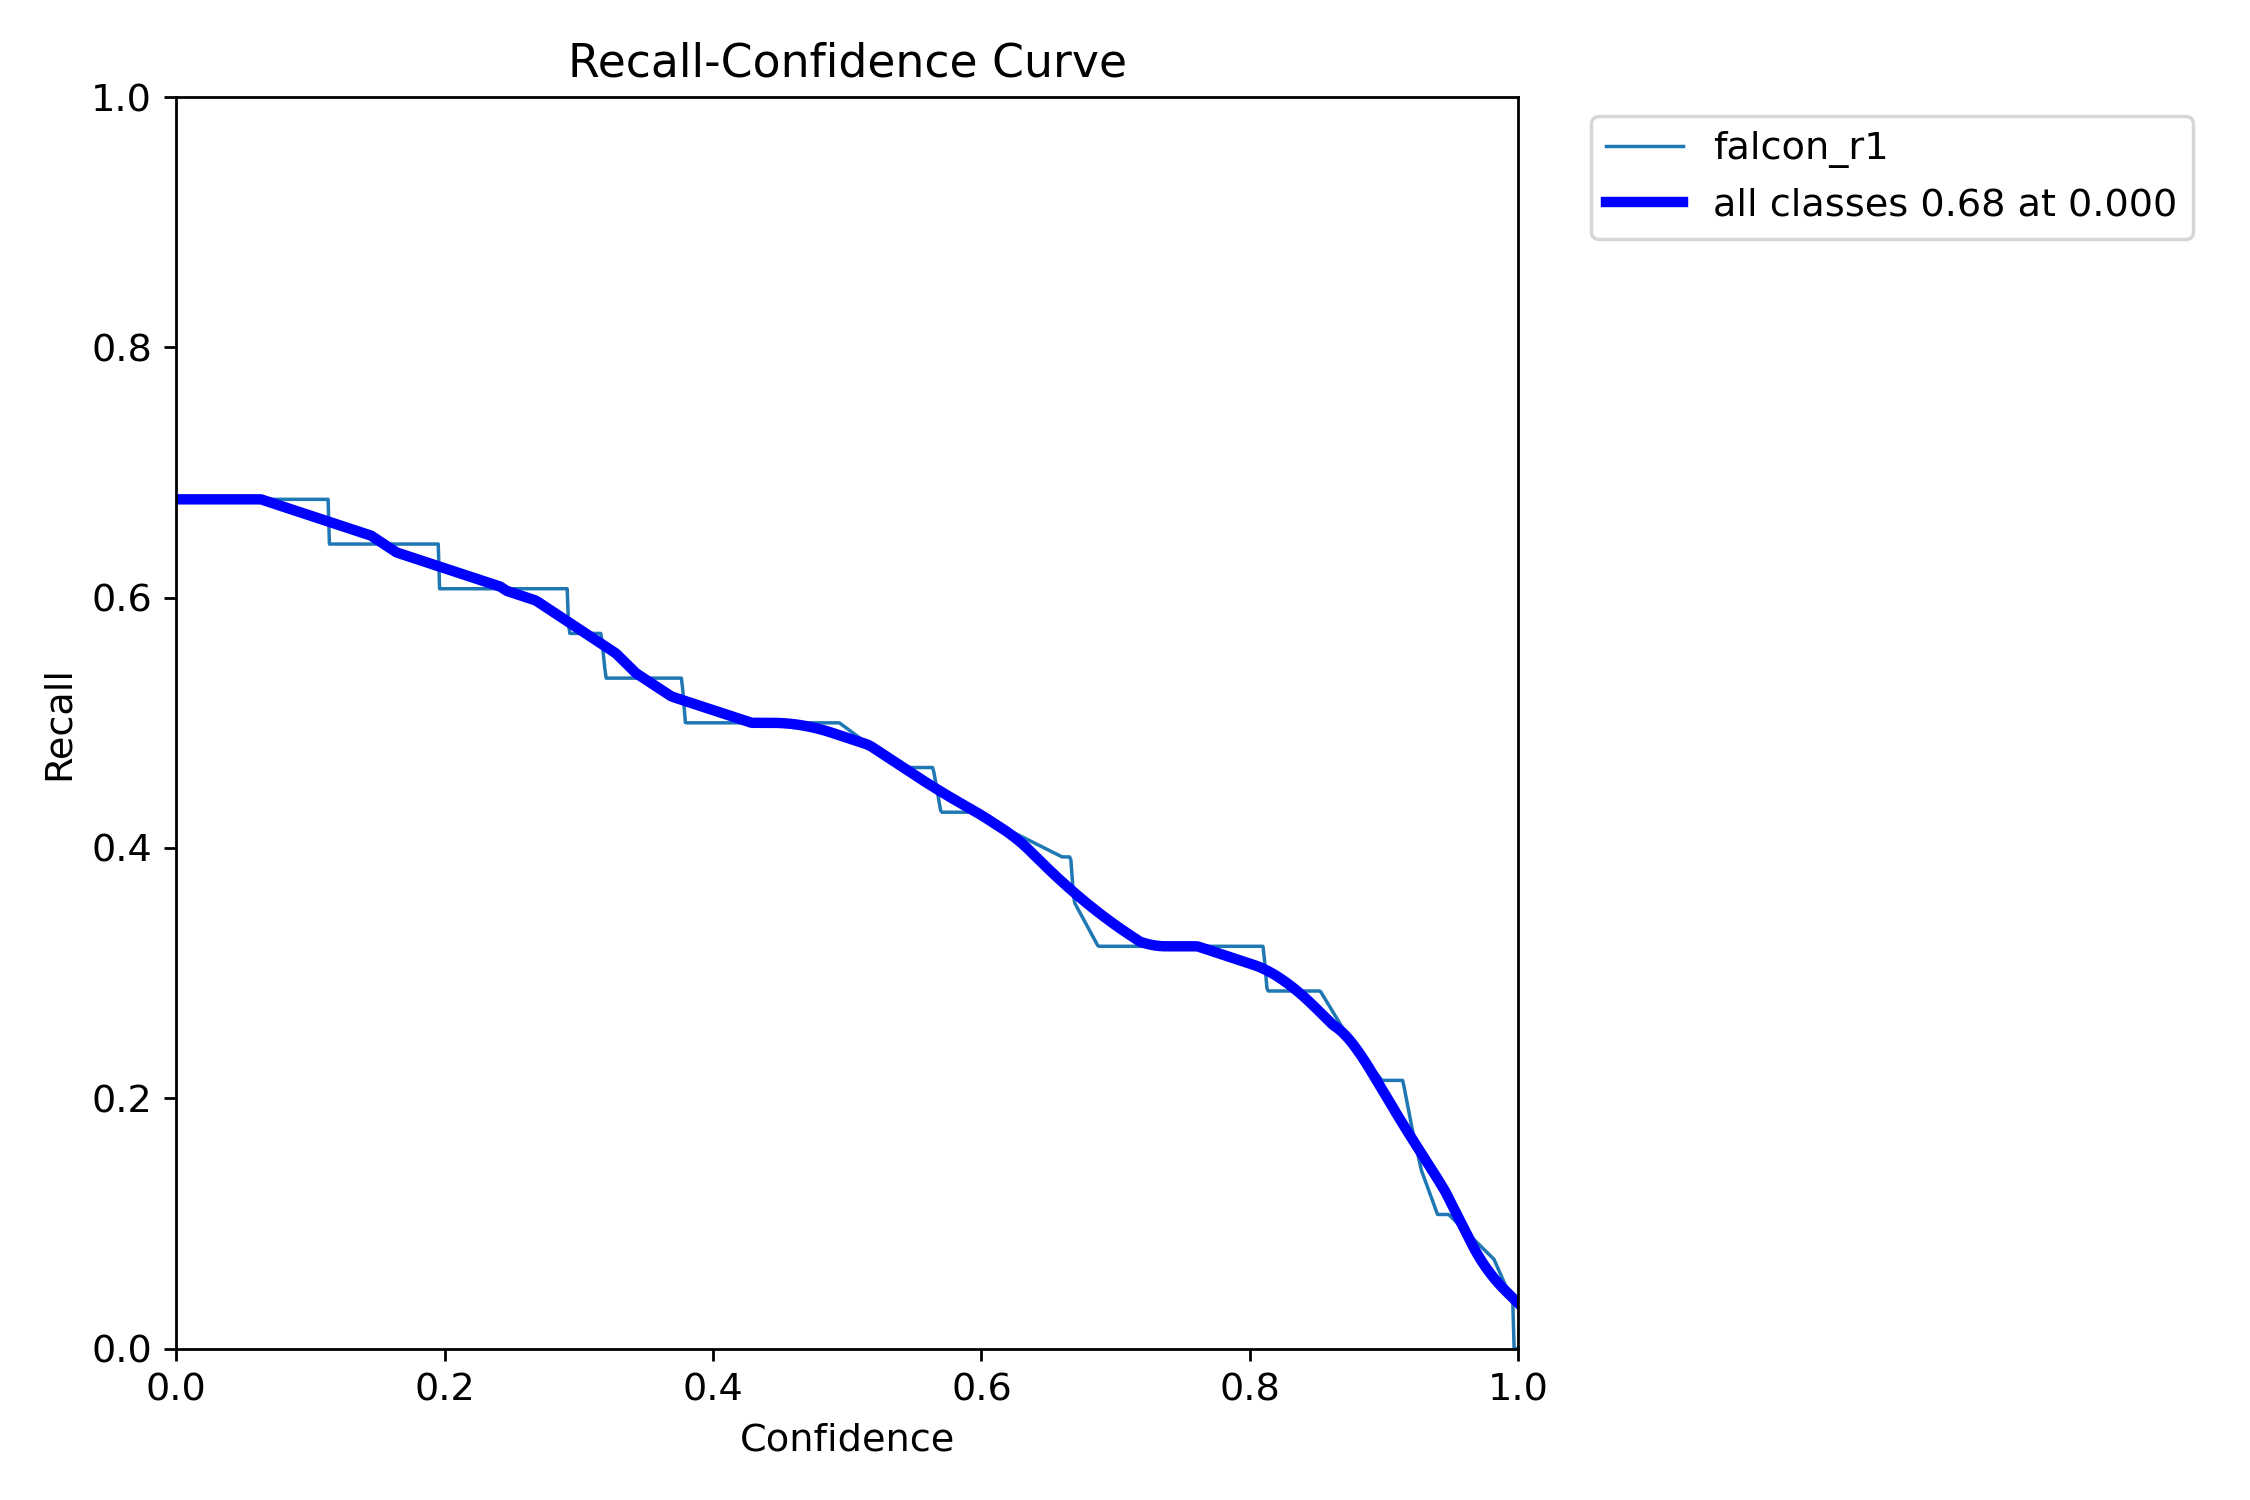 Recall-Confidence Curve
1.0
0.8
0.6
0.4
0.2
0.0
Recall
0.0 0.2 0.4 0.6 0.8 1.0
Confidence
falcon_r1
all classes 0.68 at 0.000